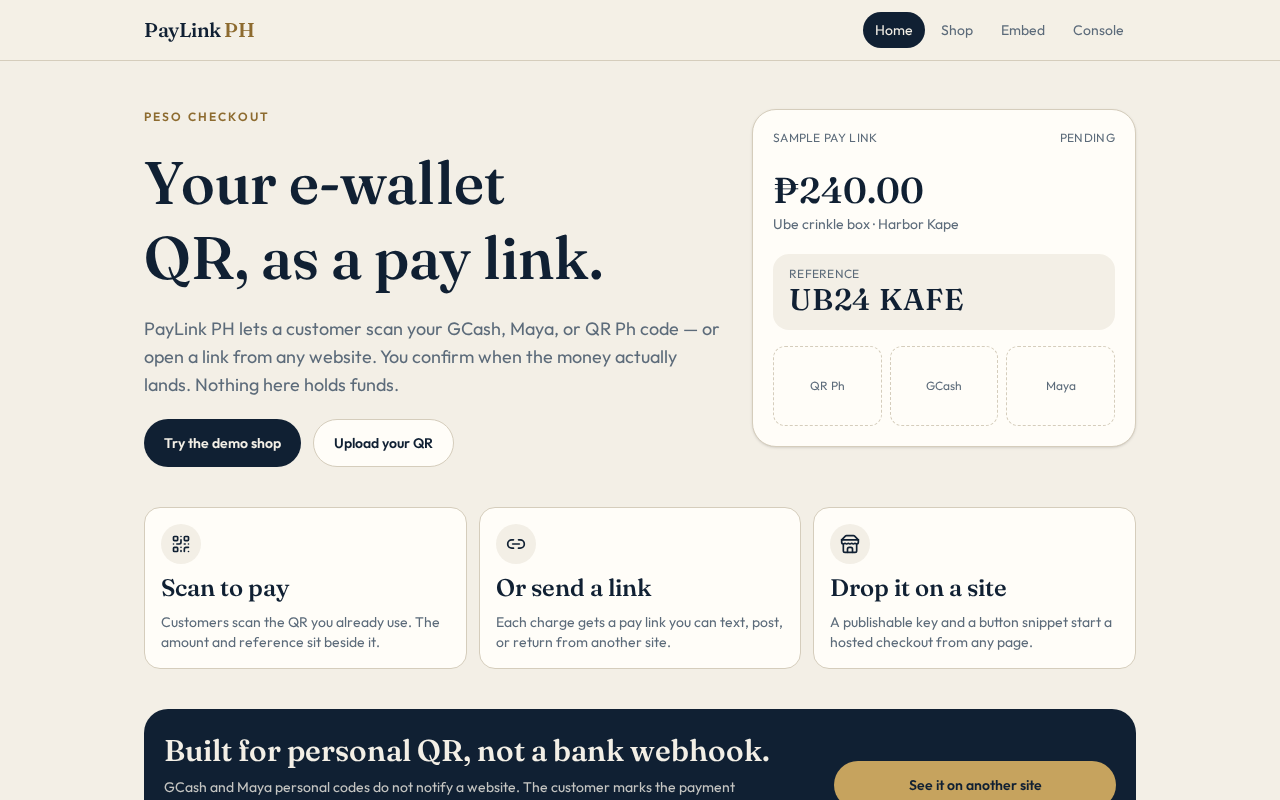 PayLink PH
Home
Shop
Embed
Console
PESO CHECKOUT
Your e-wallet
QR, as a pay link.
PayLink PH lets a customer scan your GCash, Maya, or QR Ph code — or
open a link from any website. You confirm when the money actually
lands. Nothing here holds funds.
Try the demo shop
Upload your QR
SAMPLE PAY LINK
PENDING
₱240.00
Ube crinkle box · Harbor Kape
REFERENCE
UB24 KAFE
QR Ph
GCash
Maya
Scan to pay
Customers scan the QR you already use. The
amount and reference sit beside it.
Or send a link
Each charge gets a pay link you can text, post,
or return from another site.
Drop it on a site
A publishable key and a button snippet start a
hosted checkout from any page.
Built for personal QR, not a bank webhook.
GCash and Maya personal codes do not notify a website. The customer marks the payment
See it on another site